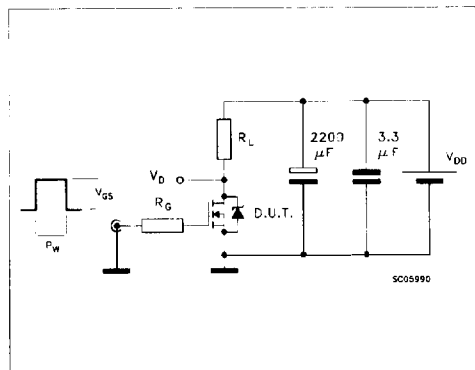 R_L
2200 μF
3.3 μF
V_DD
V_D
V_GS
R_G
D.U.T.
P_W
SC05990